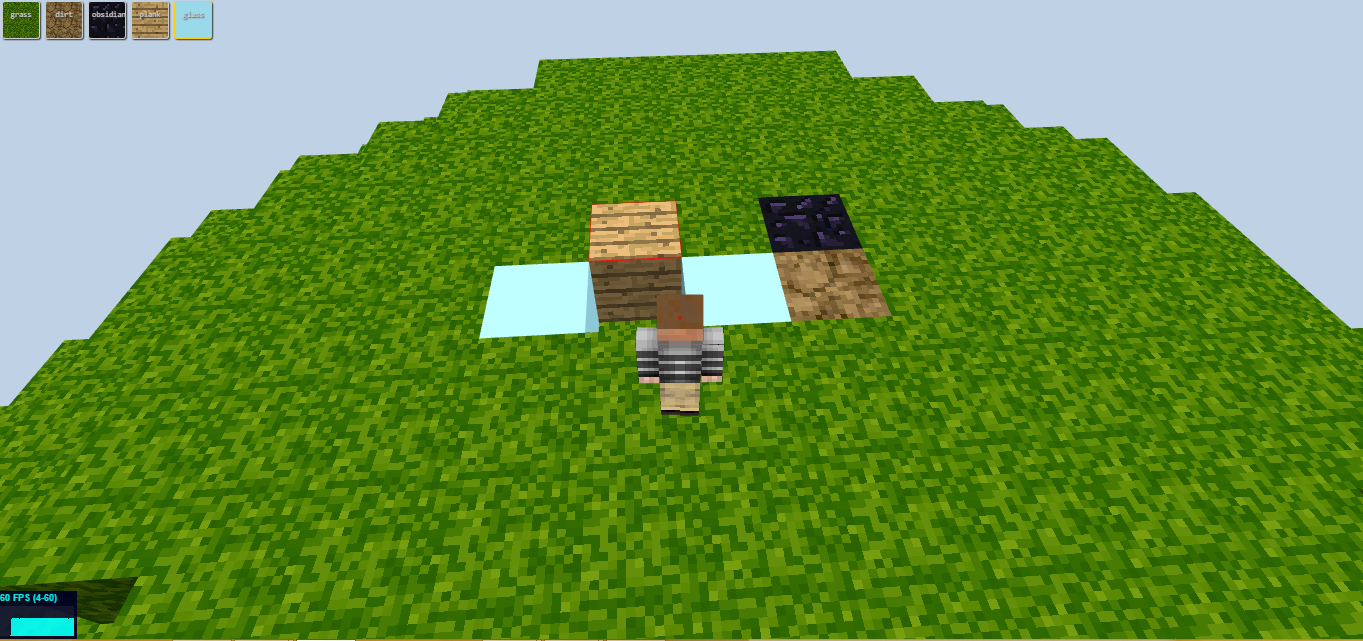 grass
dirt
obsidian
plank
glass
60 FPS (4-60)